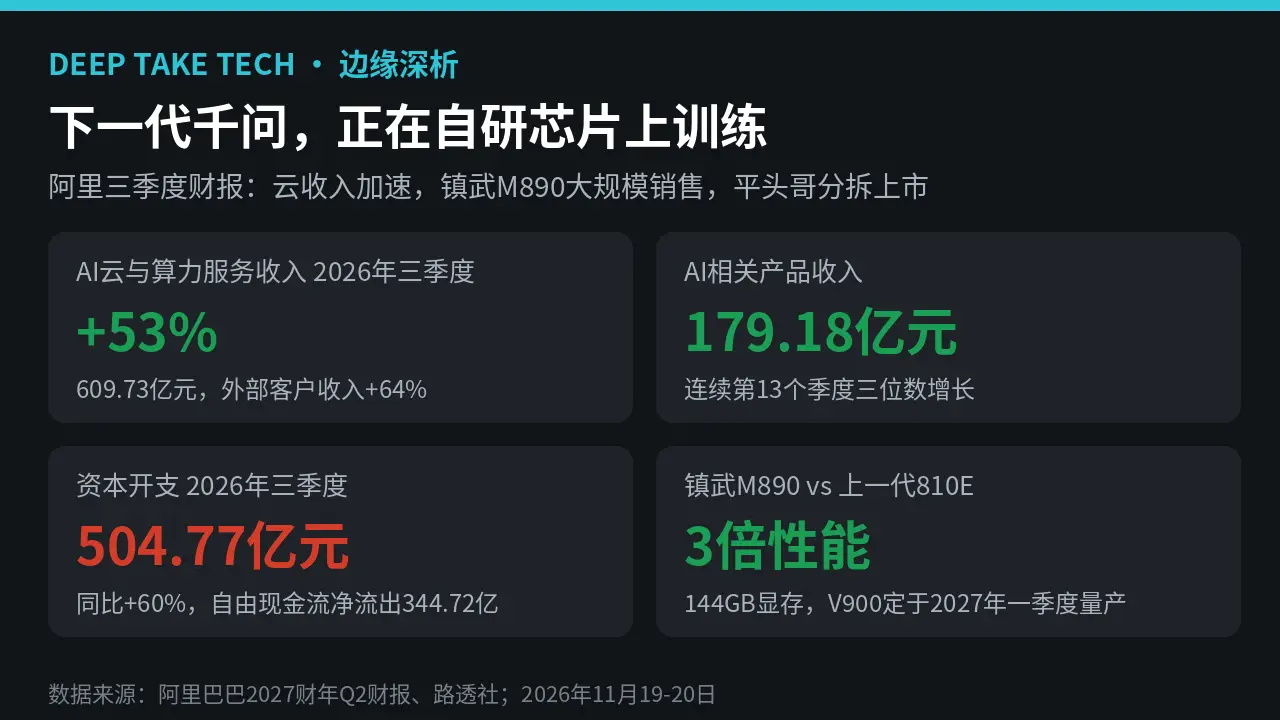 DEEP TAKE TECH · 边缘深析
下一代千问，正在自研芯片上训练
阿里三季度财报：云收入加速，镇武M890大规模销售，平头哥分拆上市
AI云与算力服务收入 2026年三季度
+53%
609.73亿元，外部客户收入+64%
AI相关产品收入
179.18亿元
连续第13个季度三位数增长
资本开支 2026年三季度
504.77亿元
同比+60%，自由现金流净流出344.72亿
镇武M890 vs 上一代810E
3倍性能
144GB显存，V900定于2027年一季度量产
数据来源：阿里巴巴2027财年Q2财报、路透社；2026年11月19-20日